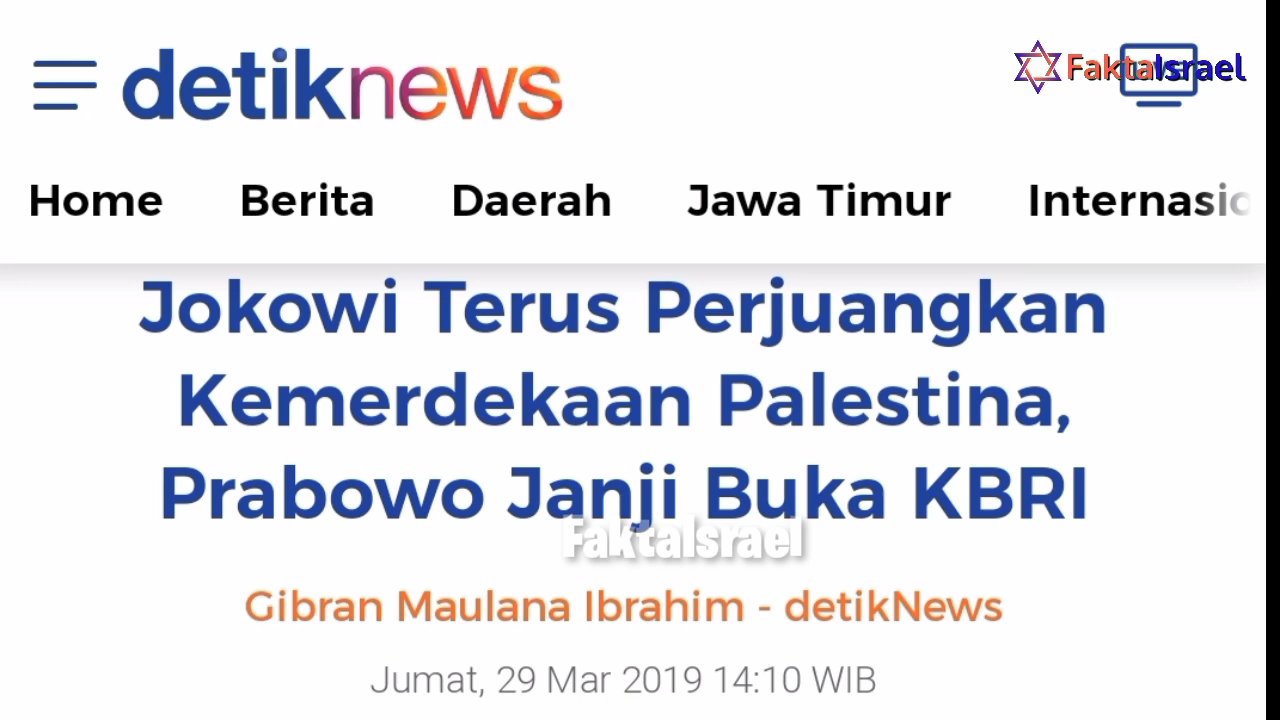 detiknews
FaktaIsrael
Home Berita Daerah Jawa Timur
Jokowi Terus Perjuangkan
Kemerdekaan Palestina,
Prabowo Janji Buka KBRI
FaktaIsrael
Gibran Maulana Ibrahim - detikNews
Jumat, 29 Mar 2019 14:10 WIB